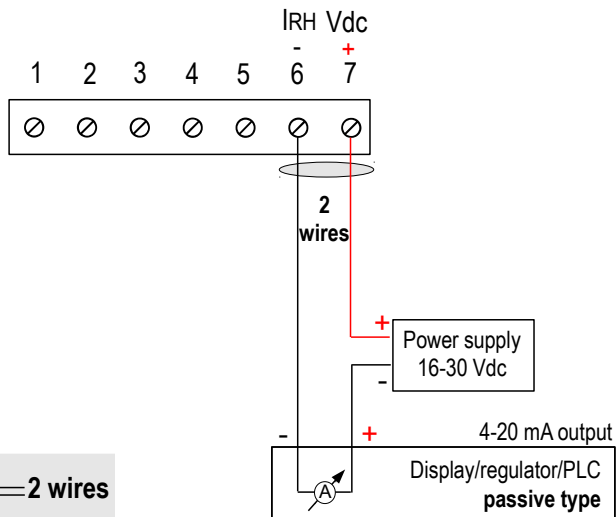 IRH Vdc
- +
1 2 3 4 5 6 7
2
wires
+
Power supply
16-30 Vdc
-
- + 4-20 mA output
Display/regulator/PLC
A
passive type
2 wires